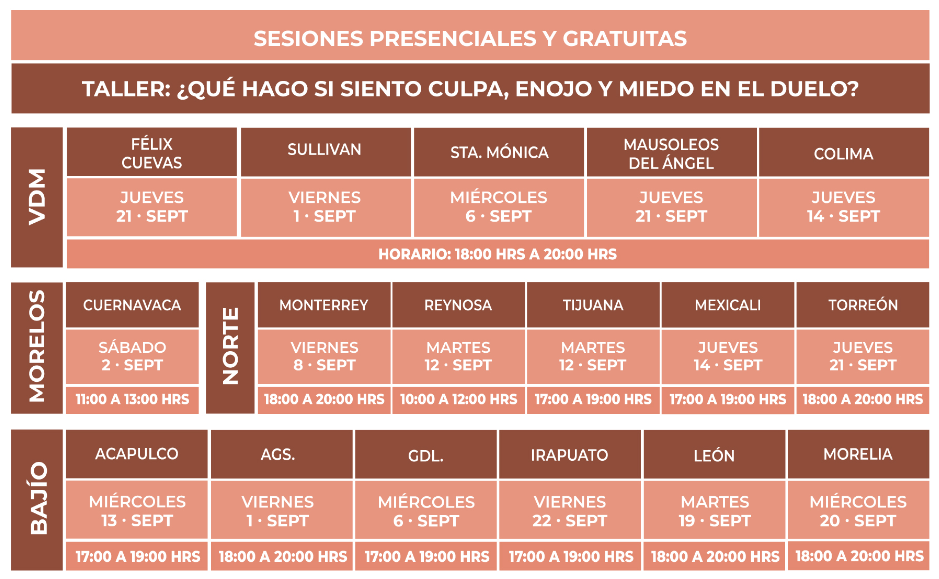 SESIONES PRESENCIALES Y GRATUITAS
TALLER: ¿QUÉ HAGO SI SIENTO CULPA, ENOJO Y MIEDO EN EL DUELO?
VDM
FÉLIX
CUEVAS
JUEVES
21 · SEPT
SULLIVAN
VIERNES
1 · SEPT
STA. MÓNICA
MIÉRCOLES
6 · SEPT
MAUSOLEOS
DEL ÁNGEL
JUEVES
21 · SEPT
COLIMA
JUEVES
14 · SEPT
HORARIO: 18:00 HRS A 20:00 HRS
MORELOS
CUERNAVACA
SÁBADO
2 · SEPT
11:00 A 13:00 HRS
NORTE
MONTERREY
VIERNES
8 · SEPT
18:00 A 20:00 HRS
REYNOSA
MARTES
12 · SEPT
10:00 A 12:00 HRS
TIJUANA
MARTES
12 · SEPT
17:00 A 19:00 HRS
MEXICALI
JUEVES
14 · SEPT
17:00 A 19:00 HRS
TORREÓN
JUEVES
21 · SEPT
18:00 A 20:00 HRS
BAJÍO
ACAPULCO
MIÉRCOLES
13 · SEPT
17:00 A 19:00 HRS
AGS.
VIERNES
1 · SEPT
18:00 A 20:00 HRS
GDL.
MIÉRCOLES
6 · SEPT
17:00 A 19:00 HRS
IRAPUATO
VIERNES
22 · SEPT
17:00 A 19:00 HRS
LEÓN
MARTES
19 · SEPT
18:00 A 20:00 HRS
MORELIA
MIÉRCOLES
20 · SEPT
18:00 A 20:00 HRS